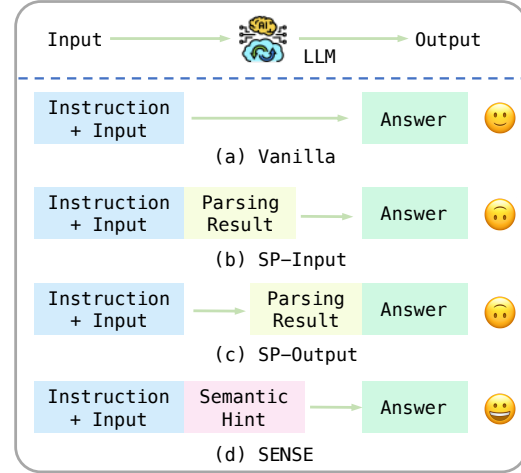 Input
AI
LLM
Output
Instruction
+ Input
Answer
(a) Vanilla
Instruction
+ Input
Parsing
Result
Answer
(b) SP-Input
Instruction
+ Input
Parsing
Result
Answer
(c) SP-Output
Instruction
+ Input
Semantic
Hint
Answer
(d) SENSE